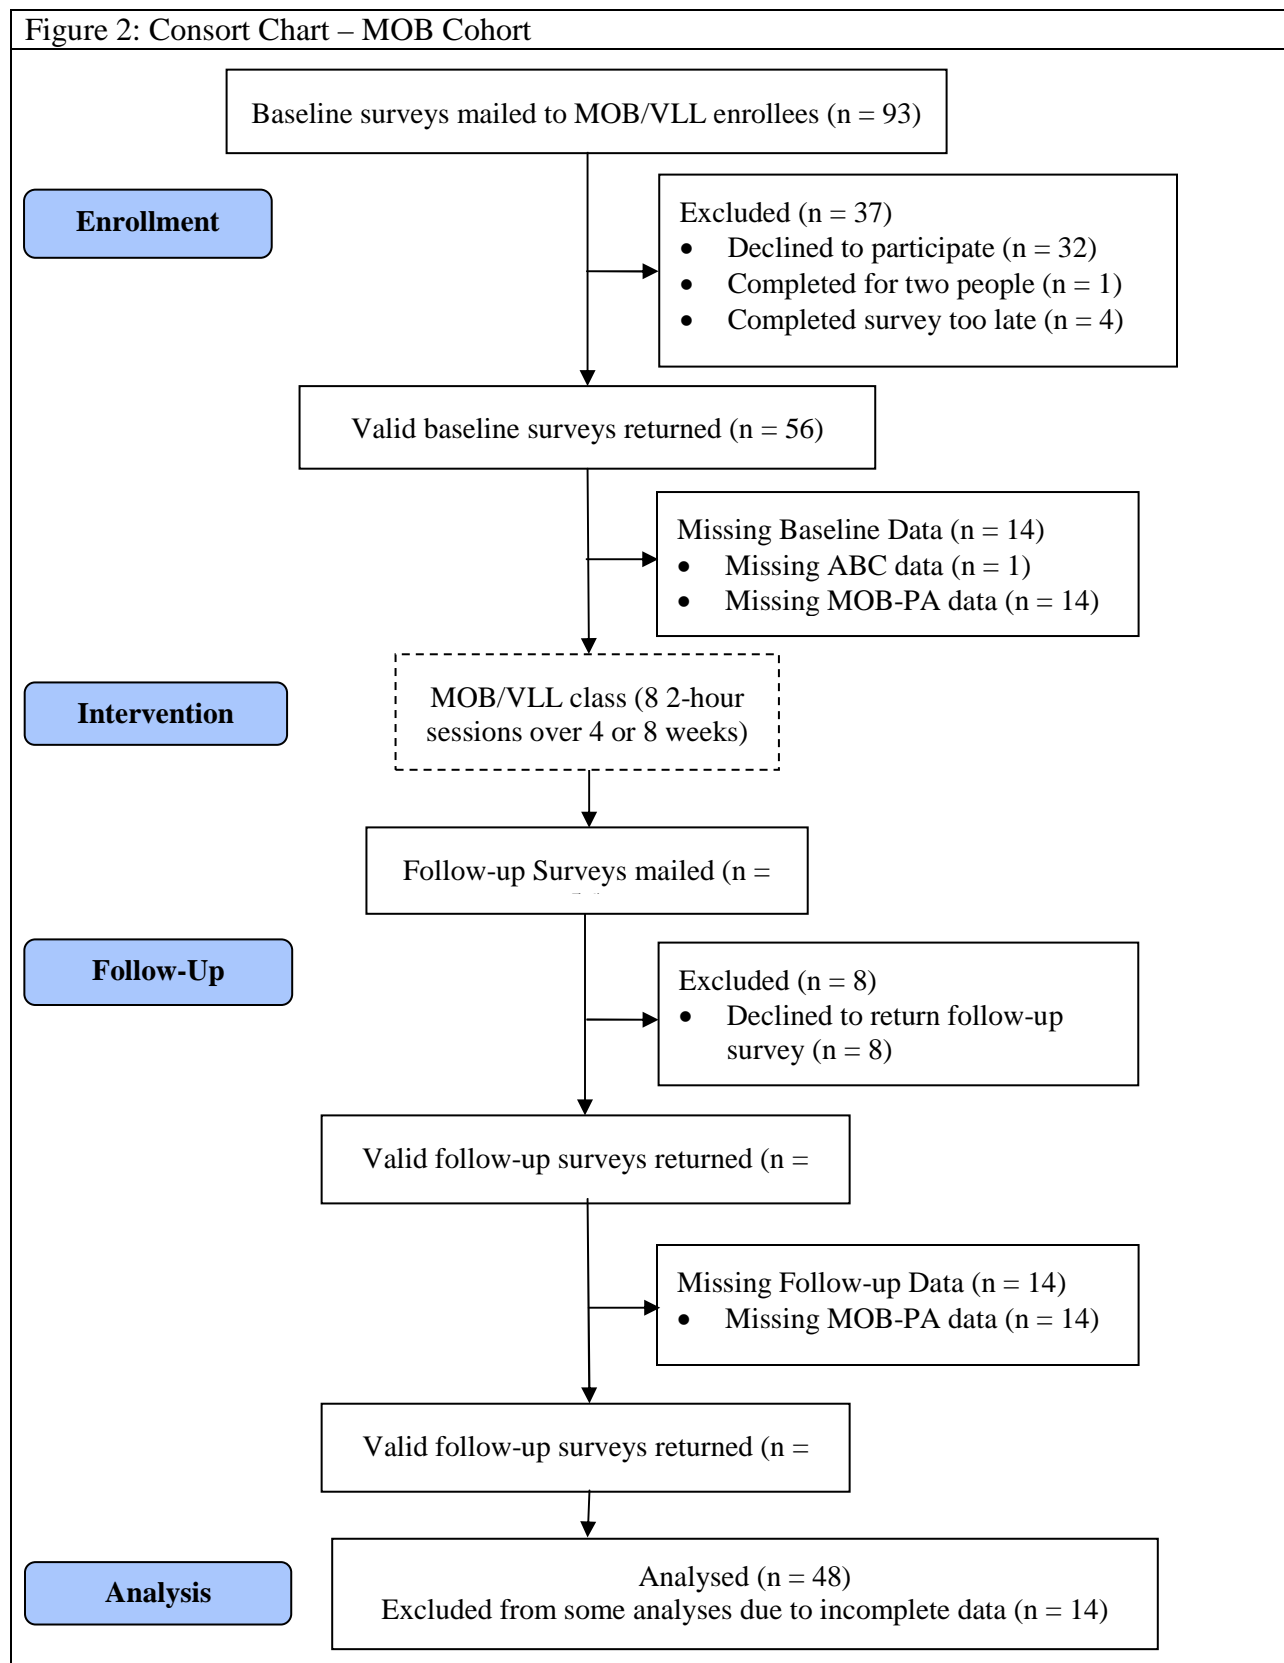 Figure 2: Consort Chart – MOB Cohort
Baseline surveys mailed to MOB/VLL enrollees (n = 93)
Enrollment
Excluded (n = 37)
• Declined to participate (n = 32)
• Completed for two people (n = 1)
• Completed survey too late (n = 4)
Valid baseline surveys returned (n = 56)
Missing Baseline Data (n = 14)
• Missing ABC data (n = 1)
• Missing MOB-PA data (n = 14)
Intervention
MOB/VLL class (8 2-hour
sessions over 4 or 8 weeks)
Follow-up Surveys mailed (n =
Follow-Up
Excluded (n = 8)
• Declined to return follow-up
survey (n = 8)
Valid follow-up surveys returned (n =
Missing Follow-up Data (n = 14)
• Missing MOB-PA data (n = 14)
Valid follow-up surveys returned (n =
Analysis
Analysed (n = 48)
Excluded from some analyses due to incomplete data (n = 14)